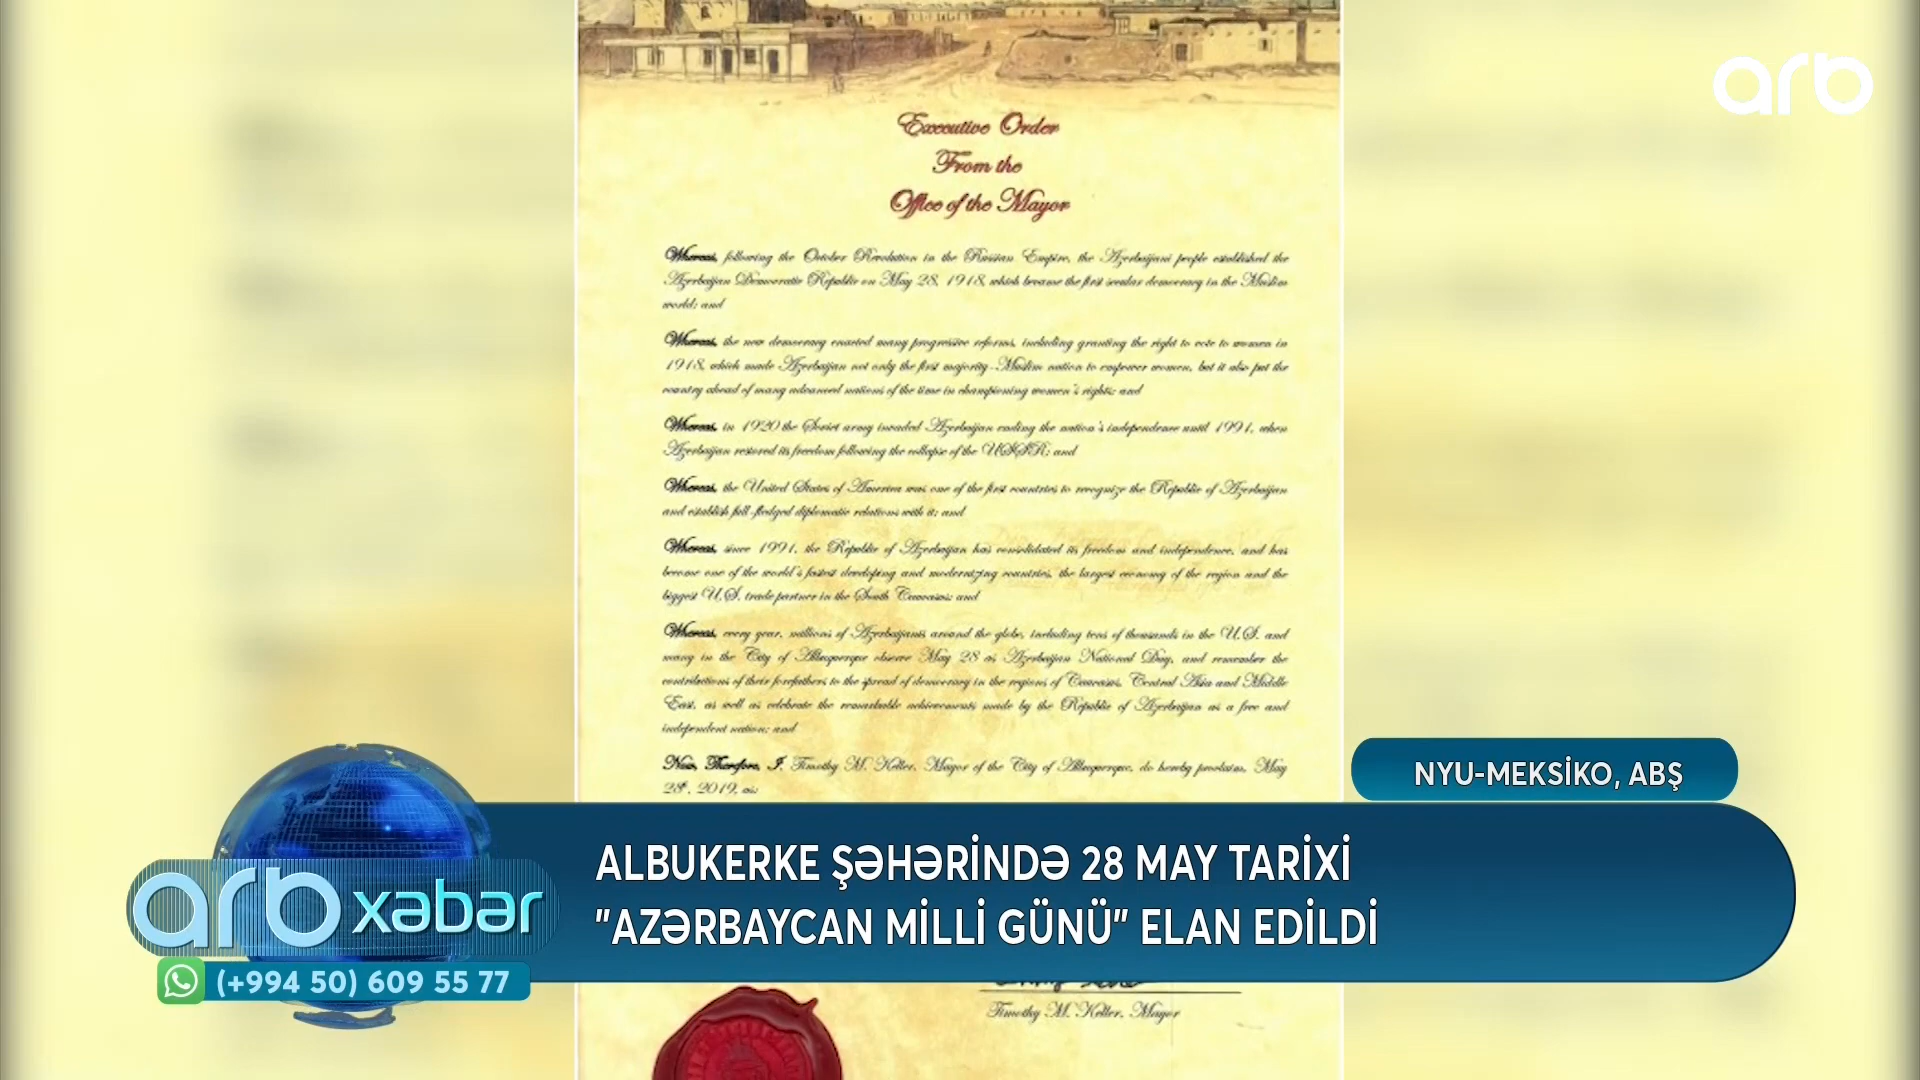 arb
Executive Order
From the
Office of the Mayor
Whereas, following the October Revolution in the Russian Empire, the Azerbaijani people established the
Azerbaijan Democratic Republic on May 28, 1918, which became the first secular democracy in the Muslim
world; and
Whereas, the new democracy enacted many progressive reforms, including granting the right to vote to women in
1918, which made Azerbaijan not only the first majority-Muslim nation to empower women, but it also put the
country ahead of many advanced nations of the time in championing women's rights; and
Whereas, in 1920 the Soviet army invaded Azerbaijan ending the nation's independence until 1991, when
Azerbaijan restored its freedom following the collapse of the USSR; and
Whereas, the United States of America was one of the first countries to recognize the Republic of Azerbaijan
and establish full-fledged diplomatic relations with it; and
Whereas, since 1991, the Republic of Azerbaijan has consolidated its freedom and independence, and has
become one of the world's fastest developing and modernizing countries, the largest economy of the region and the
biggest U.S. trade partner in the South Caucasus; and
Whereas, every year, millions of Azerbaijanis around the globe, including tens of thousands in the U.S. and
many in the City of Albuquerque observe May 28 as Azerbaijan National Day, and remember the
contributions of their forefathers to the spread of democracy in the regions of Caucasus, Central Asia and Middle
East, as well as celebrate the remarkable achievements made by the Republic of Azerbaijan as a free and
independent nation; and
Now, Therefore, I, Timothy M. Keller, Mayor of the City of Albuquerque, do hereby proclaim, May
28th, 2019, as:
NYU-MEKSİKO, ABŞ
ALBUKERKE ŞƏHƏRİNDƏ 28 MAY TARİXİ
"AZƏRBAYCAN MİLLİ GÜNÜ" ELAN EDİLDİ
arb xəbər
(+994 50) 609 55 77
Timothy M. Keller, Mayor